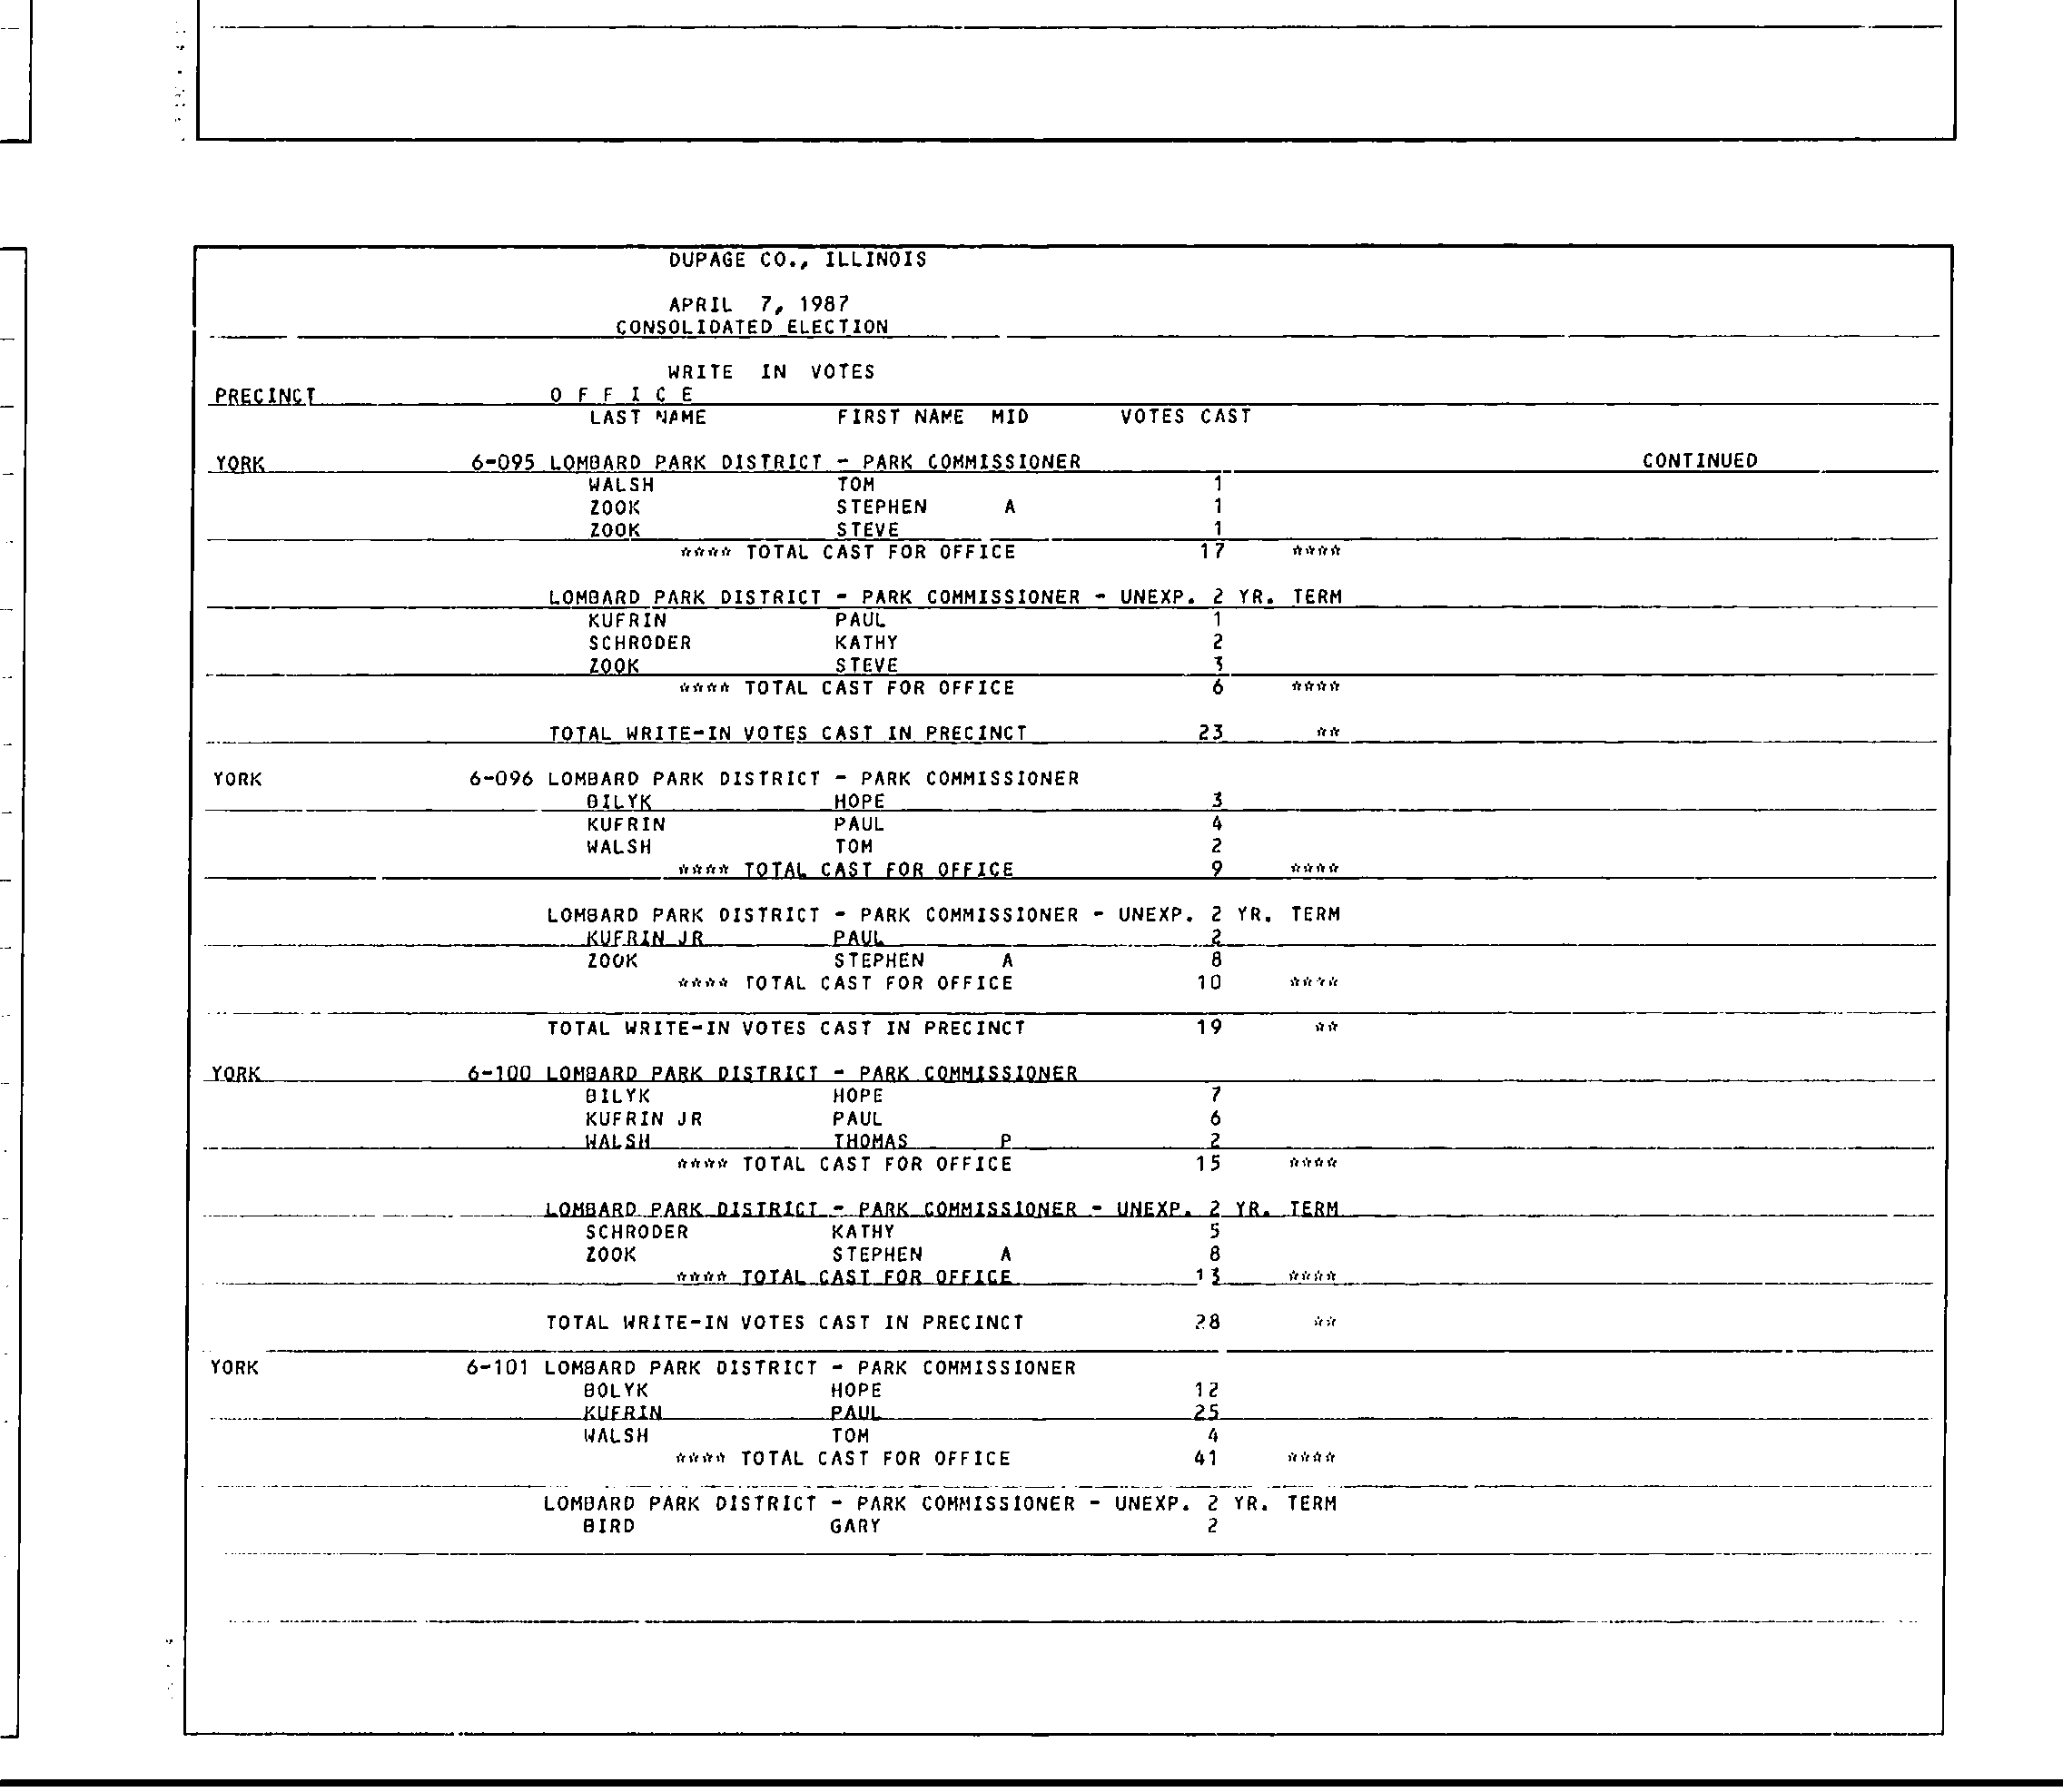 DUPAGE CO., ILLINOIS
APRIL 7, 1987
CONSOLIDATED ELECTION
WRITE IN VOTES
PRECINCT O F F I C E
LAST NAME FIRST NAME MID VOTES CAST
YORK 6-095 LOMBARD PARK DISTRICT - PARK COMMISSIONER CONTINUED
WALSH TOM 1
ZOOK STEPHEN A 1
ZOOK STEVE 1
**** TOTAL CAST FOR OFFICE 17 ****
LOMBARD PARK DISTRICT - PARK COMMISSIONER - UNEXP. 2 YR. TERM
KUFRIN PAUL 1
SCHRODER KATHY 2
ZOOK STEVE 3
**** TOTAL CAST FOR OFFICE 6 ****
TOTAL WRITE-IN VOTES CAST IN PRECINCT 23 **
YORK 6-096 LOMBARD PARK DISTRICT - PARK COMMISSIONER
BILYK HOPE 3
KUFRIN PAUL 4
WALSH TOM 2
**** TOTAL CAST FOR OFFICE 9 ****
LOMBARD PARK DISTRICT - PARK COMMISSIONER - UNEXP. 2 YR. TERM
KUFRIN JR PAUL 2
ZOOK STEPHEN A 8
**** TOTAL CAST FOR OFFICE 10 ****
TOTAL WRITE-IN VOTES CAST IN PRECINCT 19 **
YORK 6-100 LOMBARD PARK DISTRICT - PARK COMMISSIONER
BILYK HOPE 7
KUFRIN JR PAUL 6
WALSH THOMAS P 2
**** TOTAL CAST FOR OFFICE 15 ****
LOMBARD PARK DISTRICT - PARK COMMISSIONER - UNEXP. 2 YR. TERM
SCHRODER KATHY 5
ZOOK STEPHEN A 8
**** TOTAL CAST FOR OFFICE 13 ****
TOTAL WRITE-IN VOTES CAST IN PRECINCT 28 **
YORK 6-101 LOMBARD PARK DISTRICT - PARK COMMISSIONER
BOLYK HOPE 12
KUFRIN PAUL 25
WALSH TOM 4
**** TOTAL CAST FOR OFFICE 41 ****
LOMBARD PARK DISTRICT - PARK COMMISSIONER - UNEXP. 2 YR. TERM
BIRD GARY 2